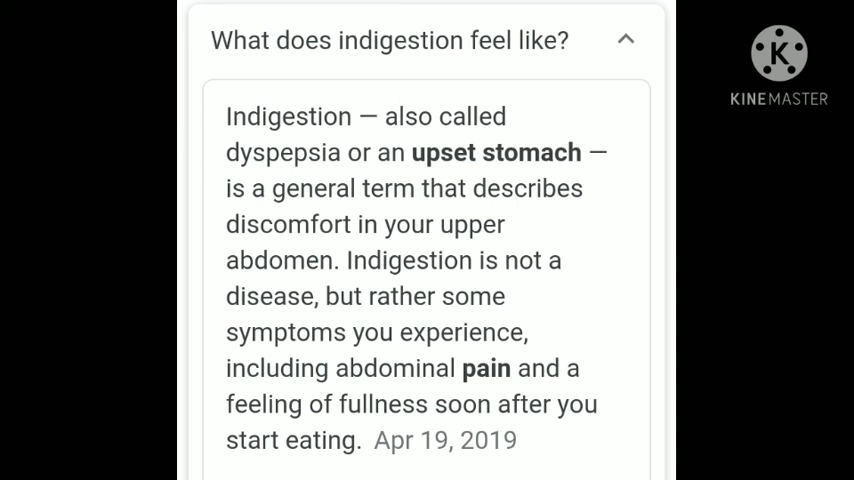 What does indigestion feel like?
Indigestion — also called
dyspepsia or an upset stomach —
is a general term that describes
discomfort in your upper
abdomen. Indigestion is not a
disease, but rather some
symptoms you experience,
including abdominal pain and a
feeling of fullness soon after you
start eating. Apr 19, 2019
K
KINEMASTER